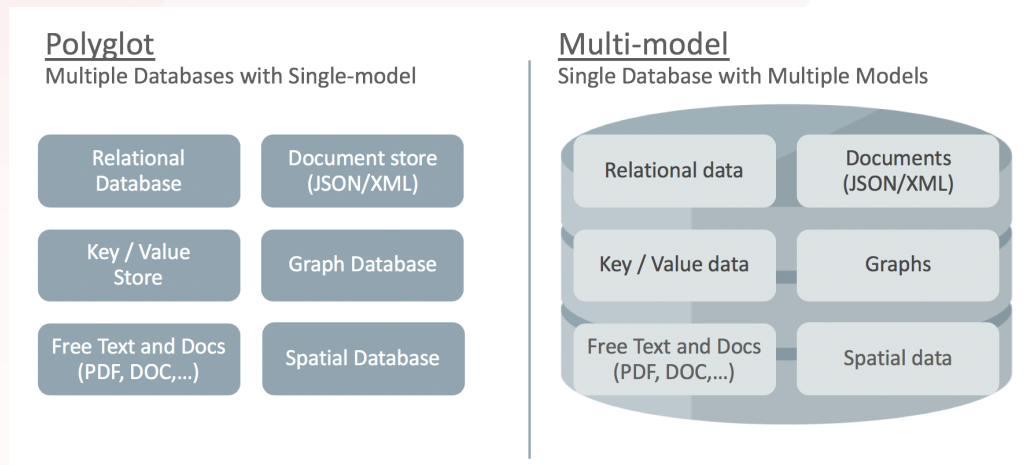 Polyglot
Multiple Databases with Single-model
Relational
Database
Document store
(JSON/XML)
Key / Value
Store
Graph Database
Free Text and Docs
(PDF, DOC,...)
Spatial Database
Multi-model
Single Database with Multiple Models
Relational data
Documents
(JSON/XML)
Key / Value data
Graphs
Free Text and Docs
(PDF, DOC,...)
Spatial data